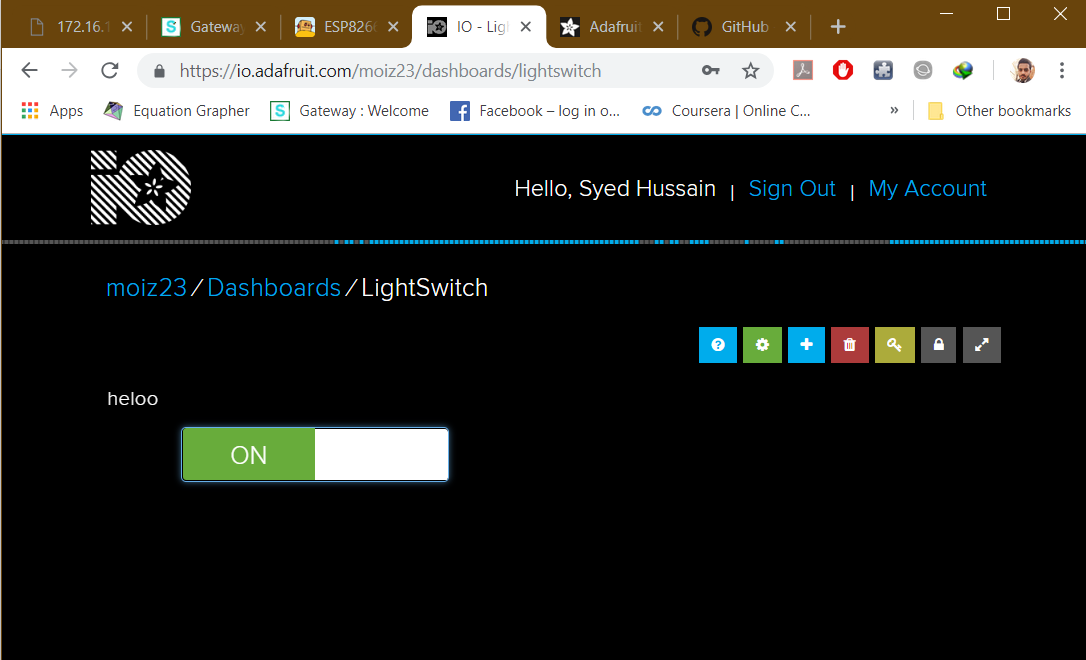 172.16.1
Gateway
ESP826
IO - Ligh
Adafruit
GitHub
https://io.adafruit.com/moiz23/dashboards/lightswitch
Apps
Equation Grapher
Gateway : Welcome
Facebook – log in o...
Coursera | Online C...
»
Other bookmarks
iO
Hello, Syed Hussain | Sign Out | My Account
moiz23 / Dashboards / LightSwitch
heloo
ON